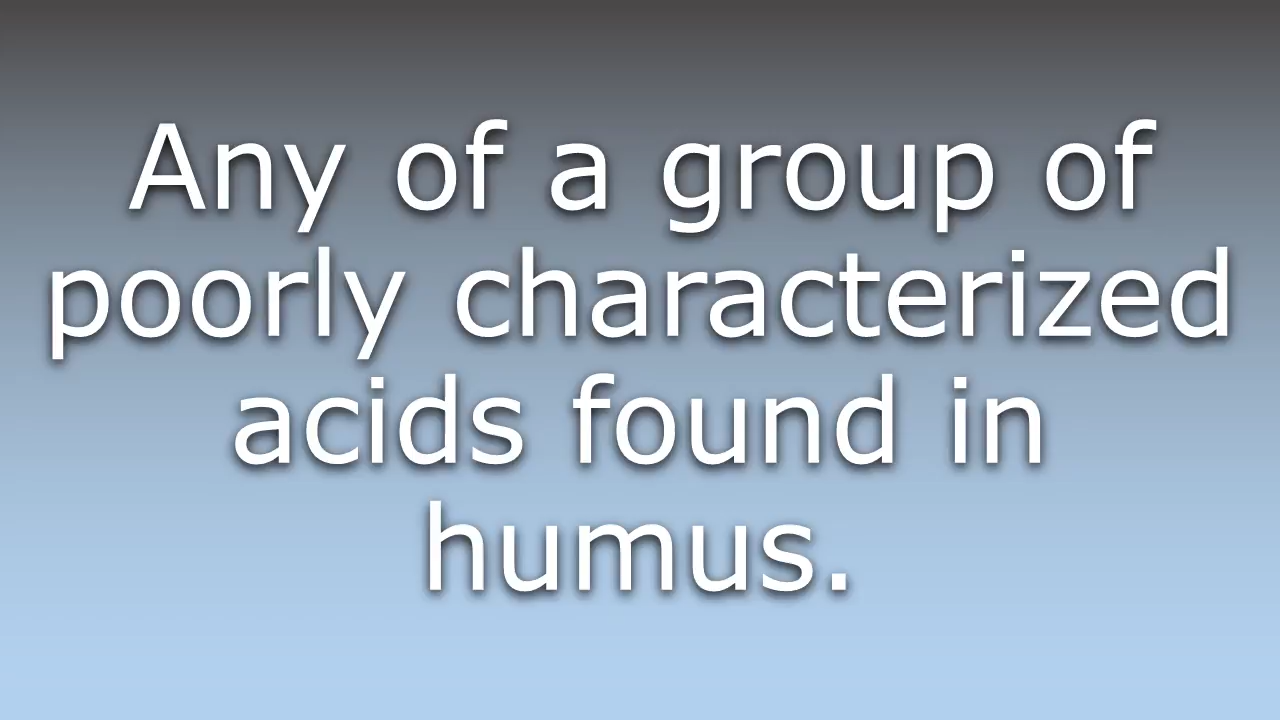 Any of a group of
poorly characterized
acids found in
humus.